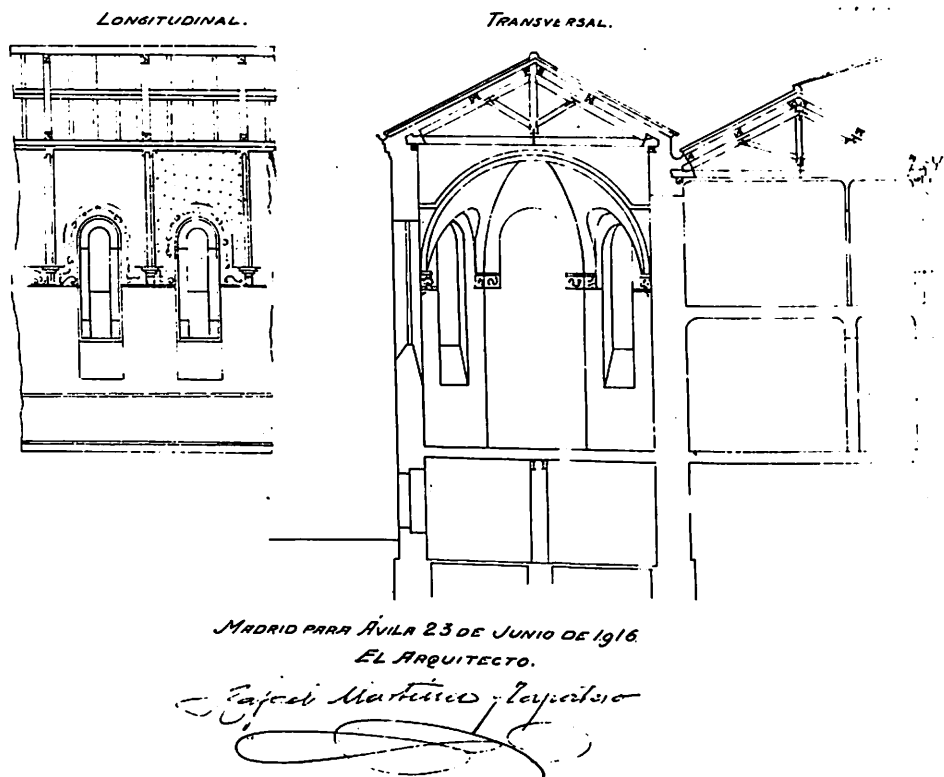 LONGITUDINAL.
TRANSVERSAL.
MADRID PARA ÁVILA 23 DE JUNIO DE 1916.
EL ARQUITECTO.
Rafael Martínez Zapatero